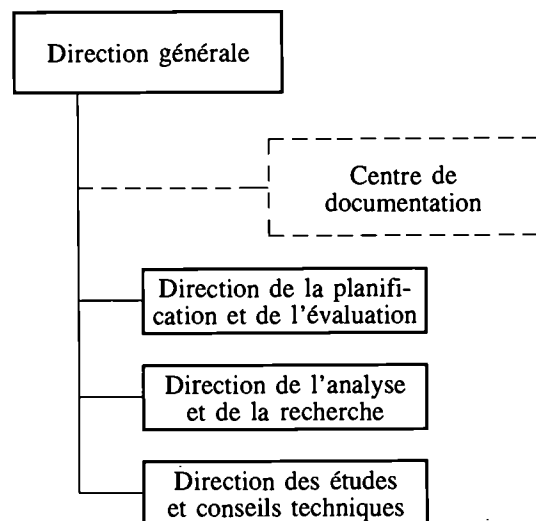 Direction générale
Centre de
documentation
Direction de la planifi-
cation et de l'évaluation
Direction de l'analyse
et de la recherche
Direction des études
et conseils techniques